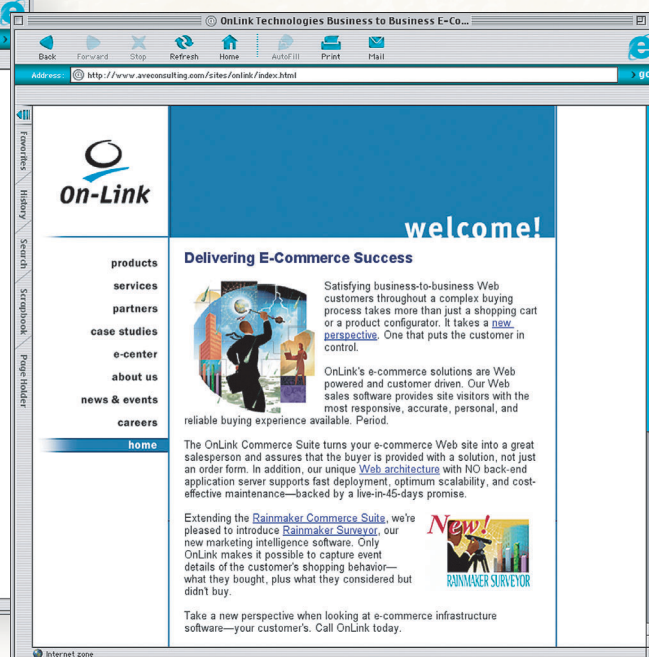 OnLink Technologies Business to Business E-Co...
Back
Forward
Stop
Refresh
Home
AutoFill
Print
Mail
Address: http://www.aveconsulting.com/sites/onlink/index.html
go
Favorites
History
Search
Scrapbook
Page Holder
On-Link
welcome!
products
services
partners
case studies
e-center
about us
news & events
careers
home
Delivering E-Commerce Success
Satisfying business-to-business Web
customers throughout a complex buying
process takes more than just a shopping cart
or a product configurator. It takes a new
perspective. One that puts the customer in
control.
OnLink's e-commerce solutions are Web
powered and customer driven. Our Web
sales software provides site visitors with the
most responsive, accurate, personal, and
reliable buying experience available. Period.
The OnLink Commerce Suite turns your e-commerce Web site into a great
salesperson and assures that the buyer is provided with a solution, not just
an order form. In addition, our unique Web architecture with NO back-end
application server supports fast deployment, optimum scalability, and cost-
effective maintenance—backed by a live-in-45-days promise.
Extending the Rainmaker Commerce Suite, we're
pleased to introduce Rainmaker Surveyor, our
new marketing intelligence software. Only
OnLink makes it possible to capture event
details of the customer's shopping behavior—
what they bought, plus what they considered but
didn't buy.
New!
RAINMAKER SURVEYOR
Take a new perspective when looking at e-commerce infrastructure
software—your customer's. Call OnLink today.
Internet zone